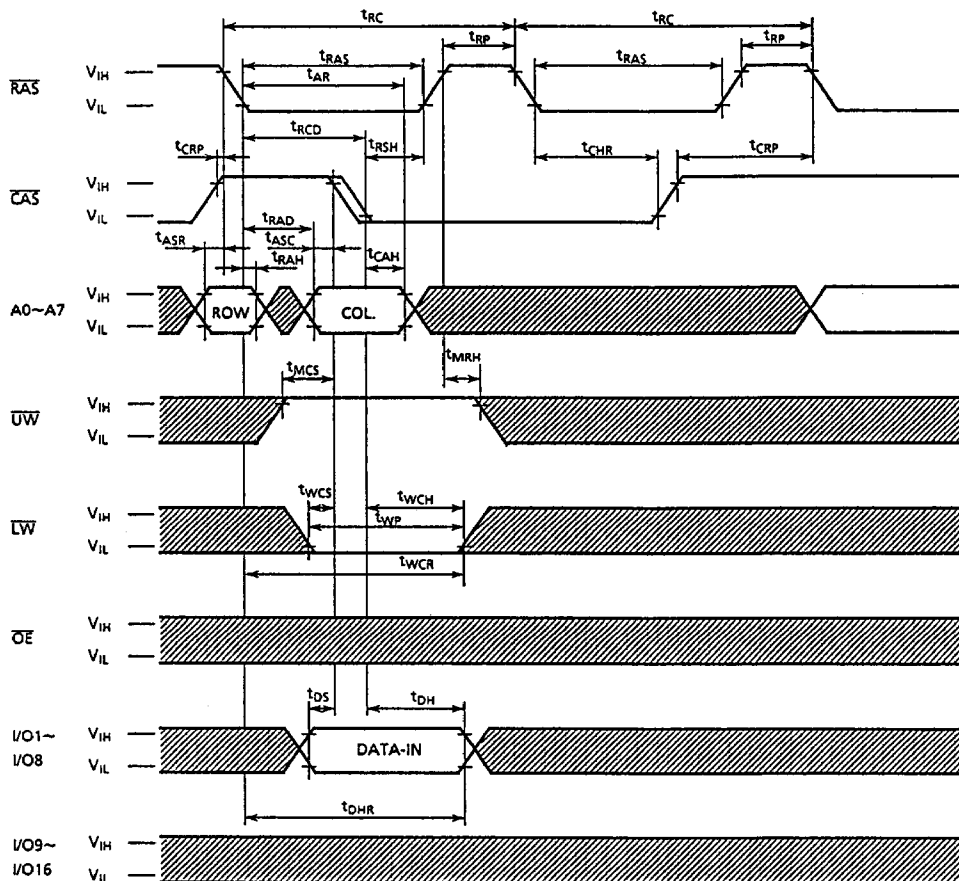 tRC tRC
tRP tRP
tRAS tRAS
RAS VIH
tAR
VIL
tRCD
tCRP tRSH tCHR tCRP
CAS VIH
VIL
tRAD
tASR tASC
tRAH tCAH
A0~A7 VIH
ROW COL.
VIL
tMRH
tMCS
UW VIH
VIL
tWCS tWCH
tWP
LW VIH
VIL
tWCR
OE VIH
VIL
tDS tDH
I/O1~ VIH
DATA-IN
I/O8 VIL
tDHR
I/O9~ VIH
I/O16 VIL